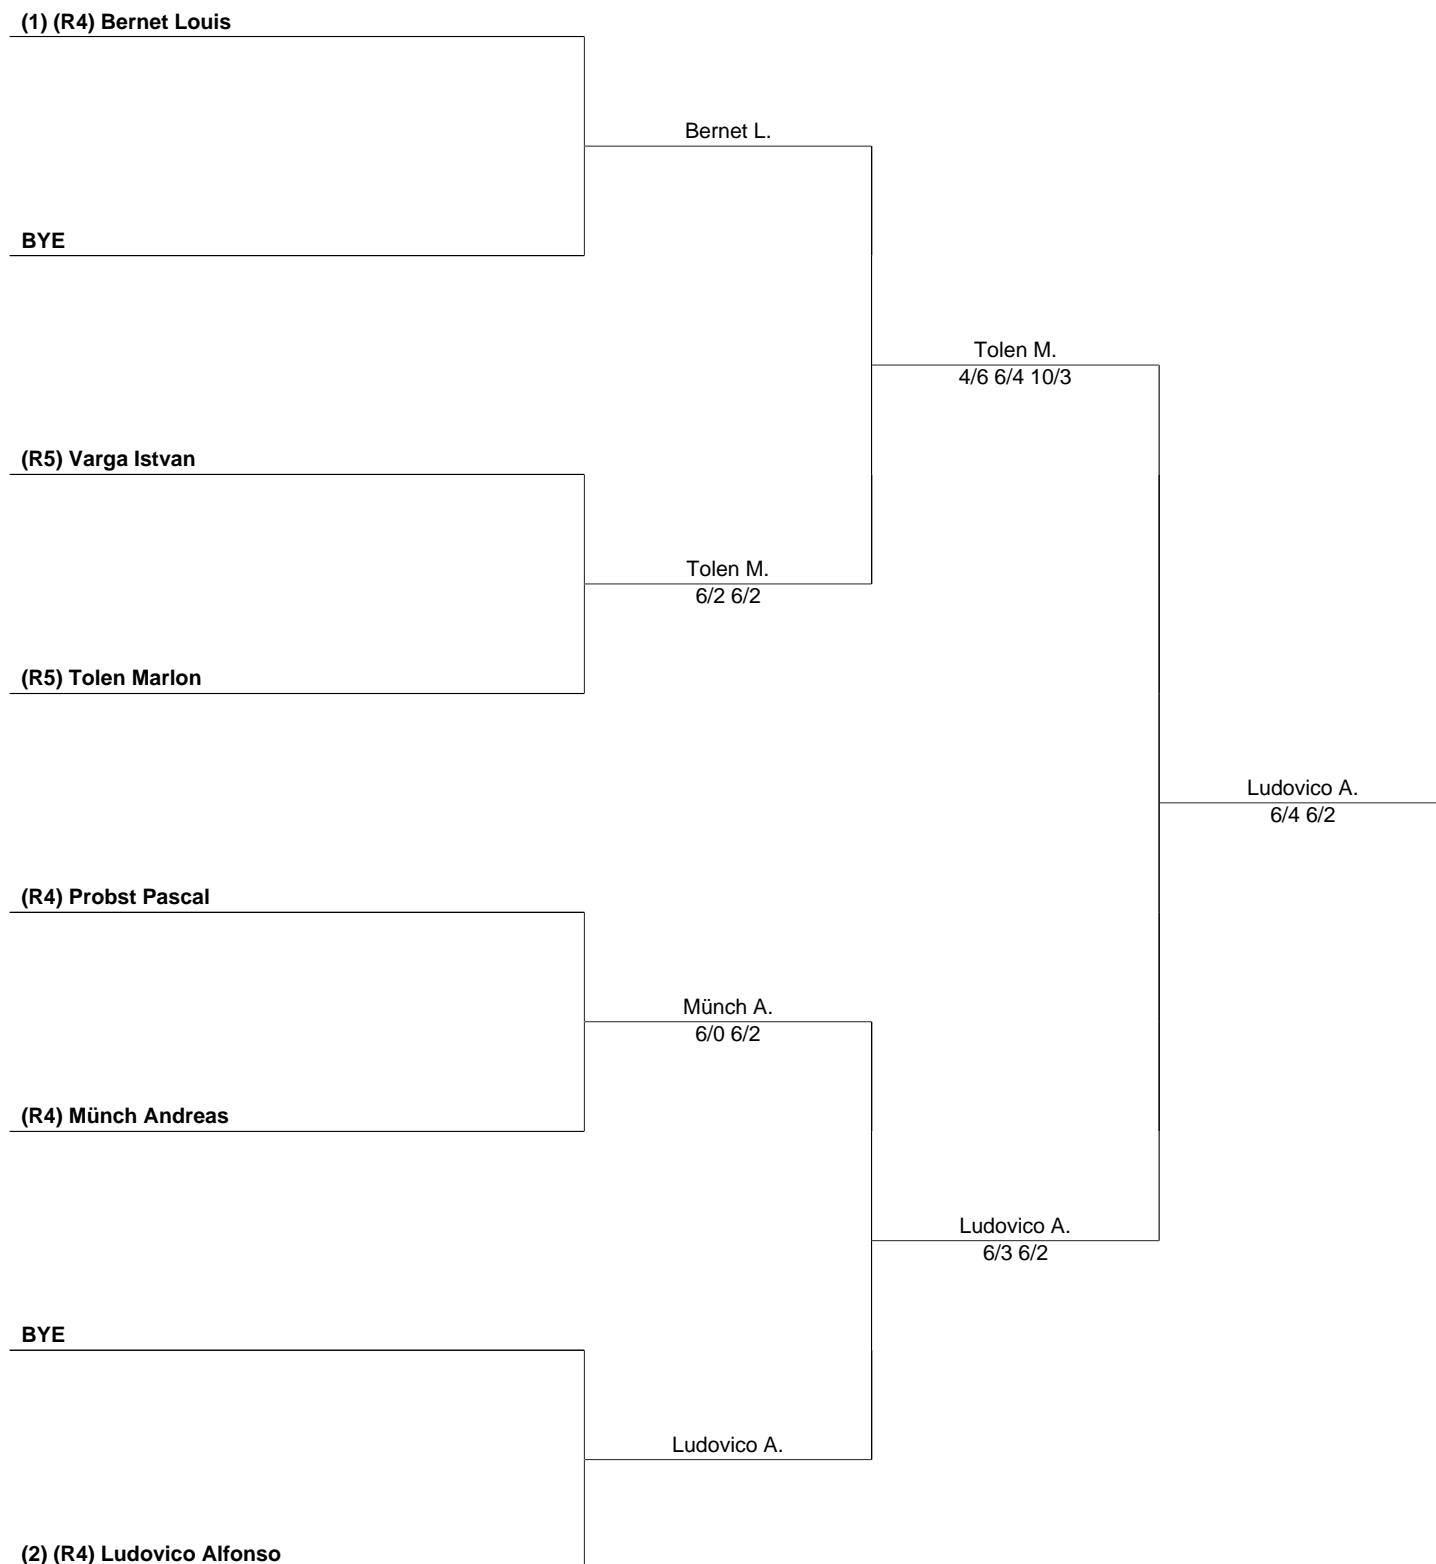 (1) (R4) Bernet Louis
Bernet L.
BYE
Tolen M.
4/6 6/4 10/3
(R5) Varga Istvan
Tolen M.
6/2 6/2
(R5) Tolen Marlon
Ludovico A.
6/4 6/2
(R4) Probst Pascal
Münch A.
6/0 6/2
(R4) Münch Andreas
Ludovico A.
6/3 6/2
BYE
Ludovico A.
(2) (R4) Ludovico Alfonso